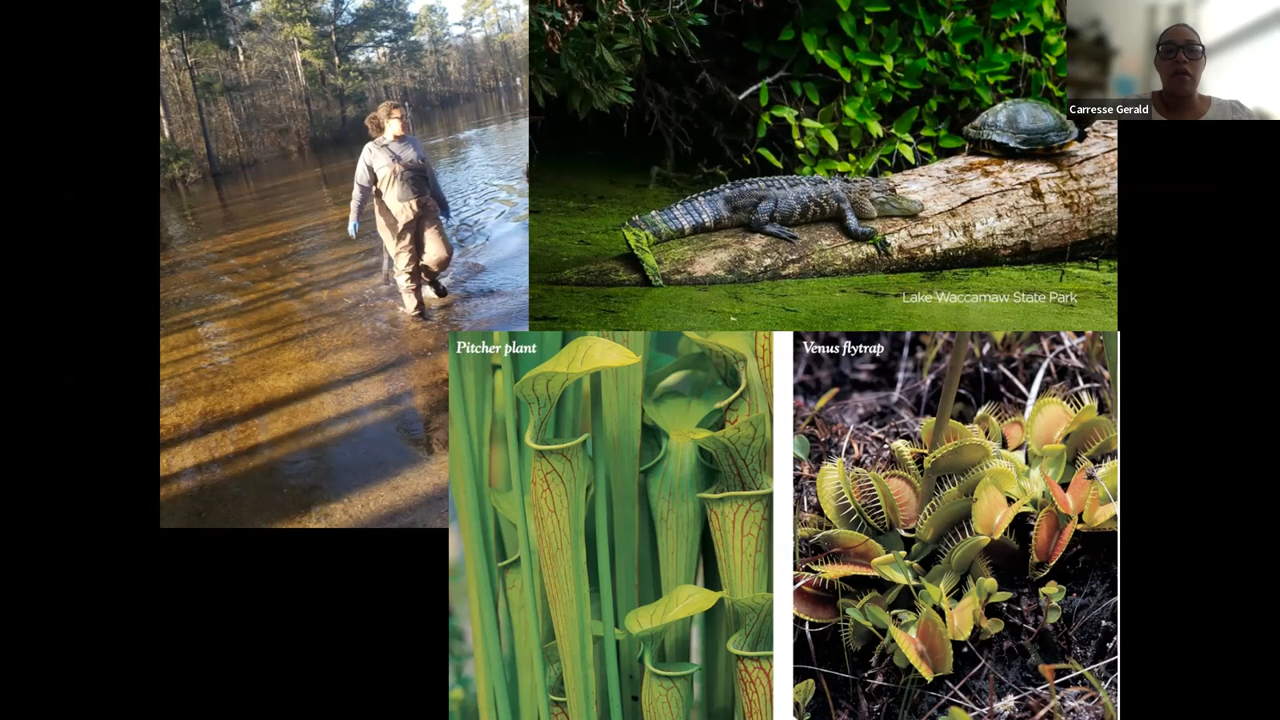 Carresse Gerald
Lake Waccamaw State Park
Pitcher plant
Venus flytrap